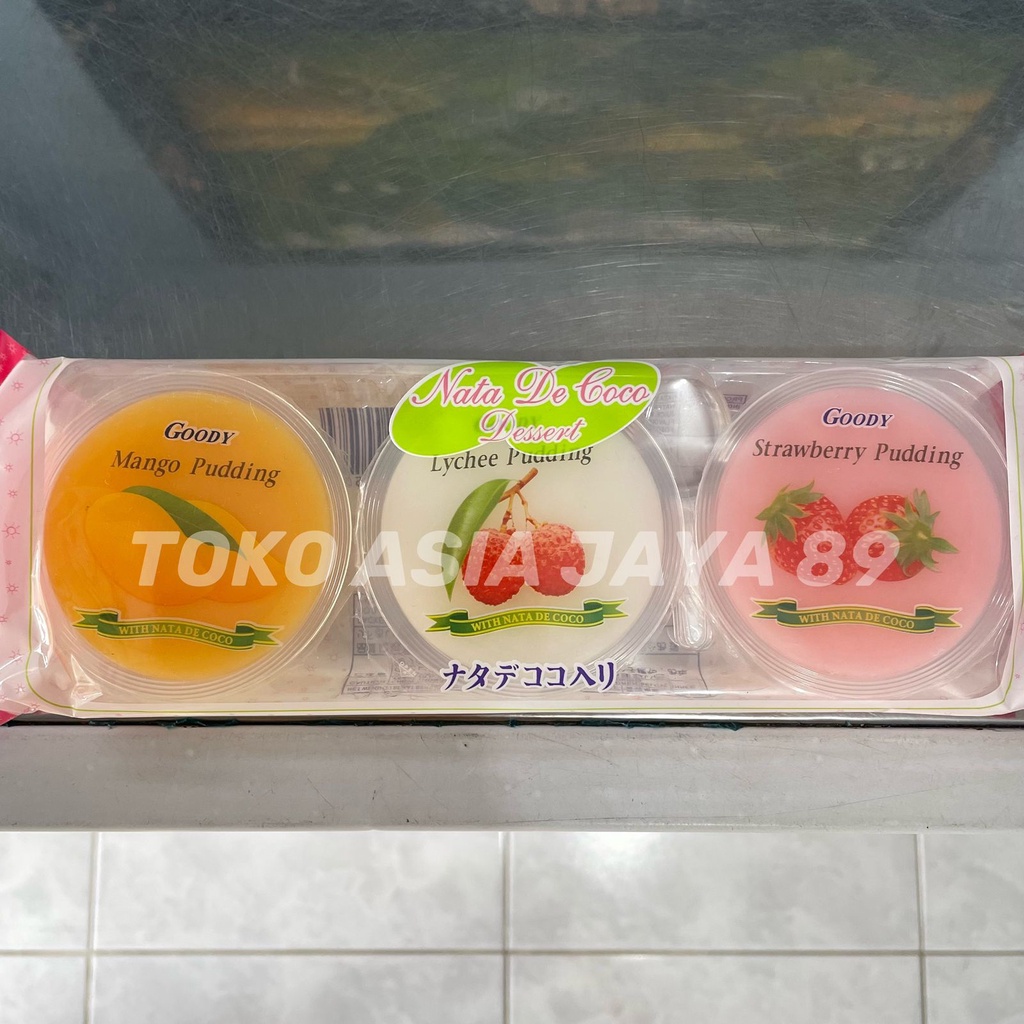 Nata De Coco
Dessert
GOODY
Mango Pudding
WITH NATA DE COCO
Lychee Pudding
WITH NATA DE COCO
GOODY
Strawberry Pudding
WITH NATA DE COCO
TOKO ASIA JAYA 89
ナタデココ入リ